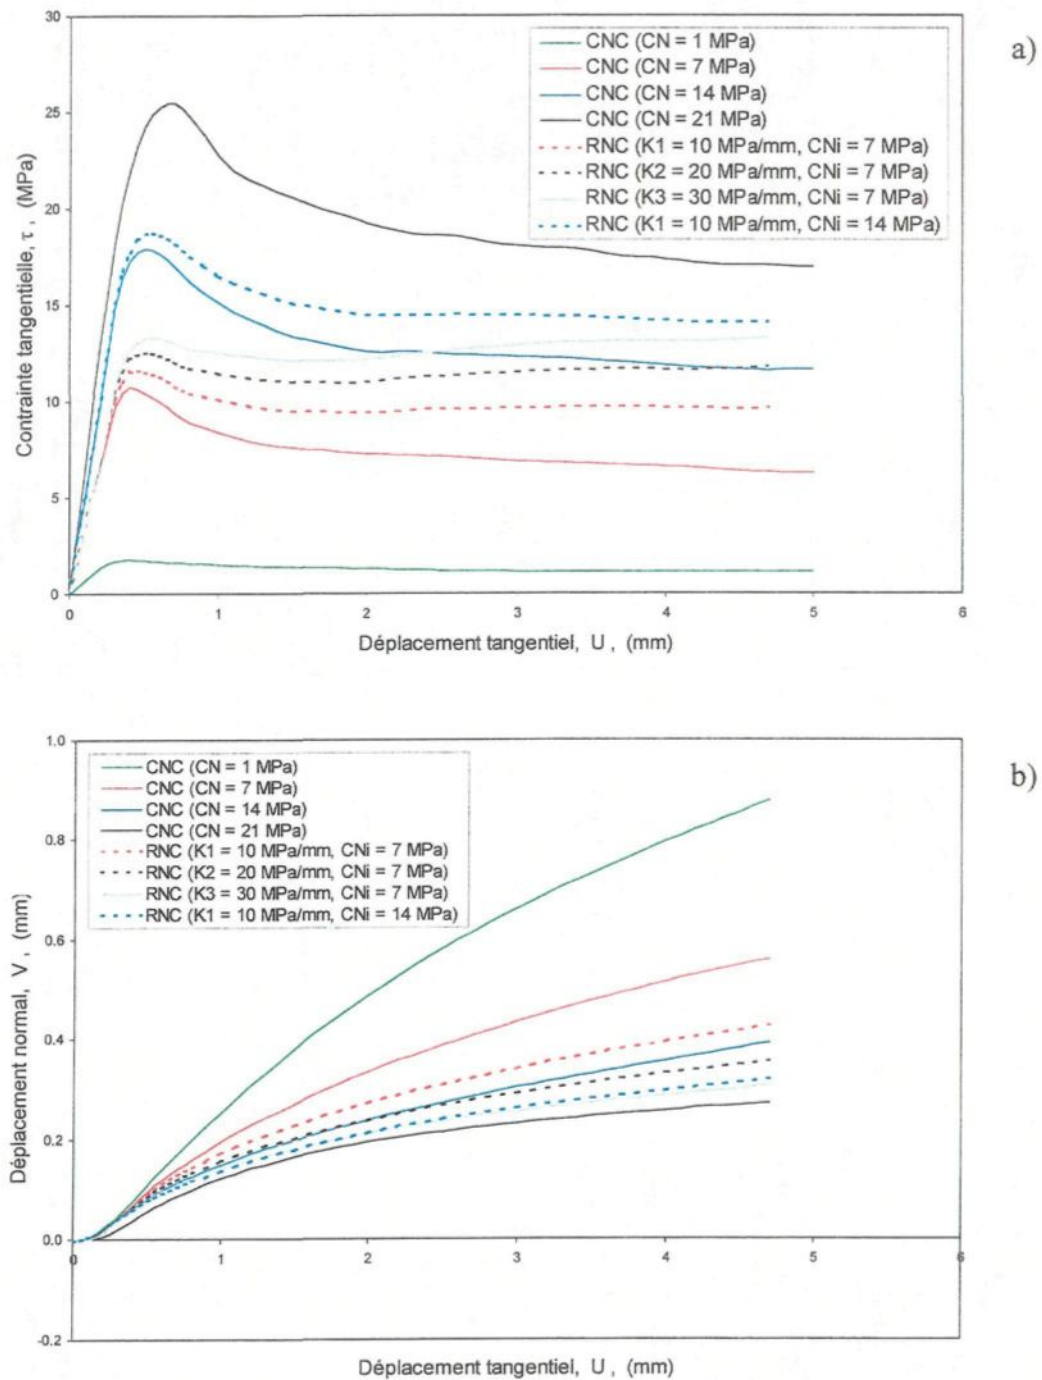 a)
30
25
20
15
10
5
0
Contrainte tangentielle, τ , (MPa)
CNC (CN = 1 MPa)
CNC (CN = 7 MPa)
CNC (CN = 14 MPa)
CNC (CN = 21 MPa)
RNC (K1 = 10 MPa/mm, CNi = 7 MPa)
RNC (K2 = 20 MPa/mm, CNi = 7 MPa)
RNC (K3 = 30 MPa/mm, CNi = 7 MPa)
RNC (K1 = 10 MPa/mm, CNi = 14 MPa)
0 1 2 3 4 5 6
Déplacement tangentiel, U , (mm)
b)
1.0
0.8
0.6
0.4
0.2
0.0
-0.2
Déplacement normal, V , (mm)
CNC (CN = 1 MPa)
CNC (CN = 7 MPa)
CNC (CN = 14 MPa)
CNC (CN = 21 MPa)
RNC (K1 = 10 MPa/mm, CNi = 7 MPa)
RNC (K2 = 20 MPa/mm, CNi = 7 MPa)
RNC (K3 = 30 MPa/mm, CNi = 7 MPa)
RNC (K1 = 10 MPa/mm, CNi = 14 MPa)
0 1 2 3 4 5 6
Déplacement tangentiel, U , (mm)